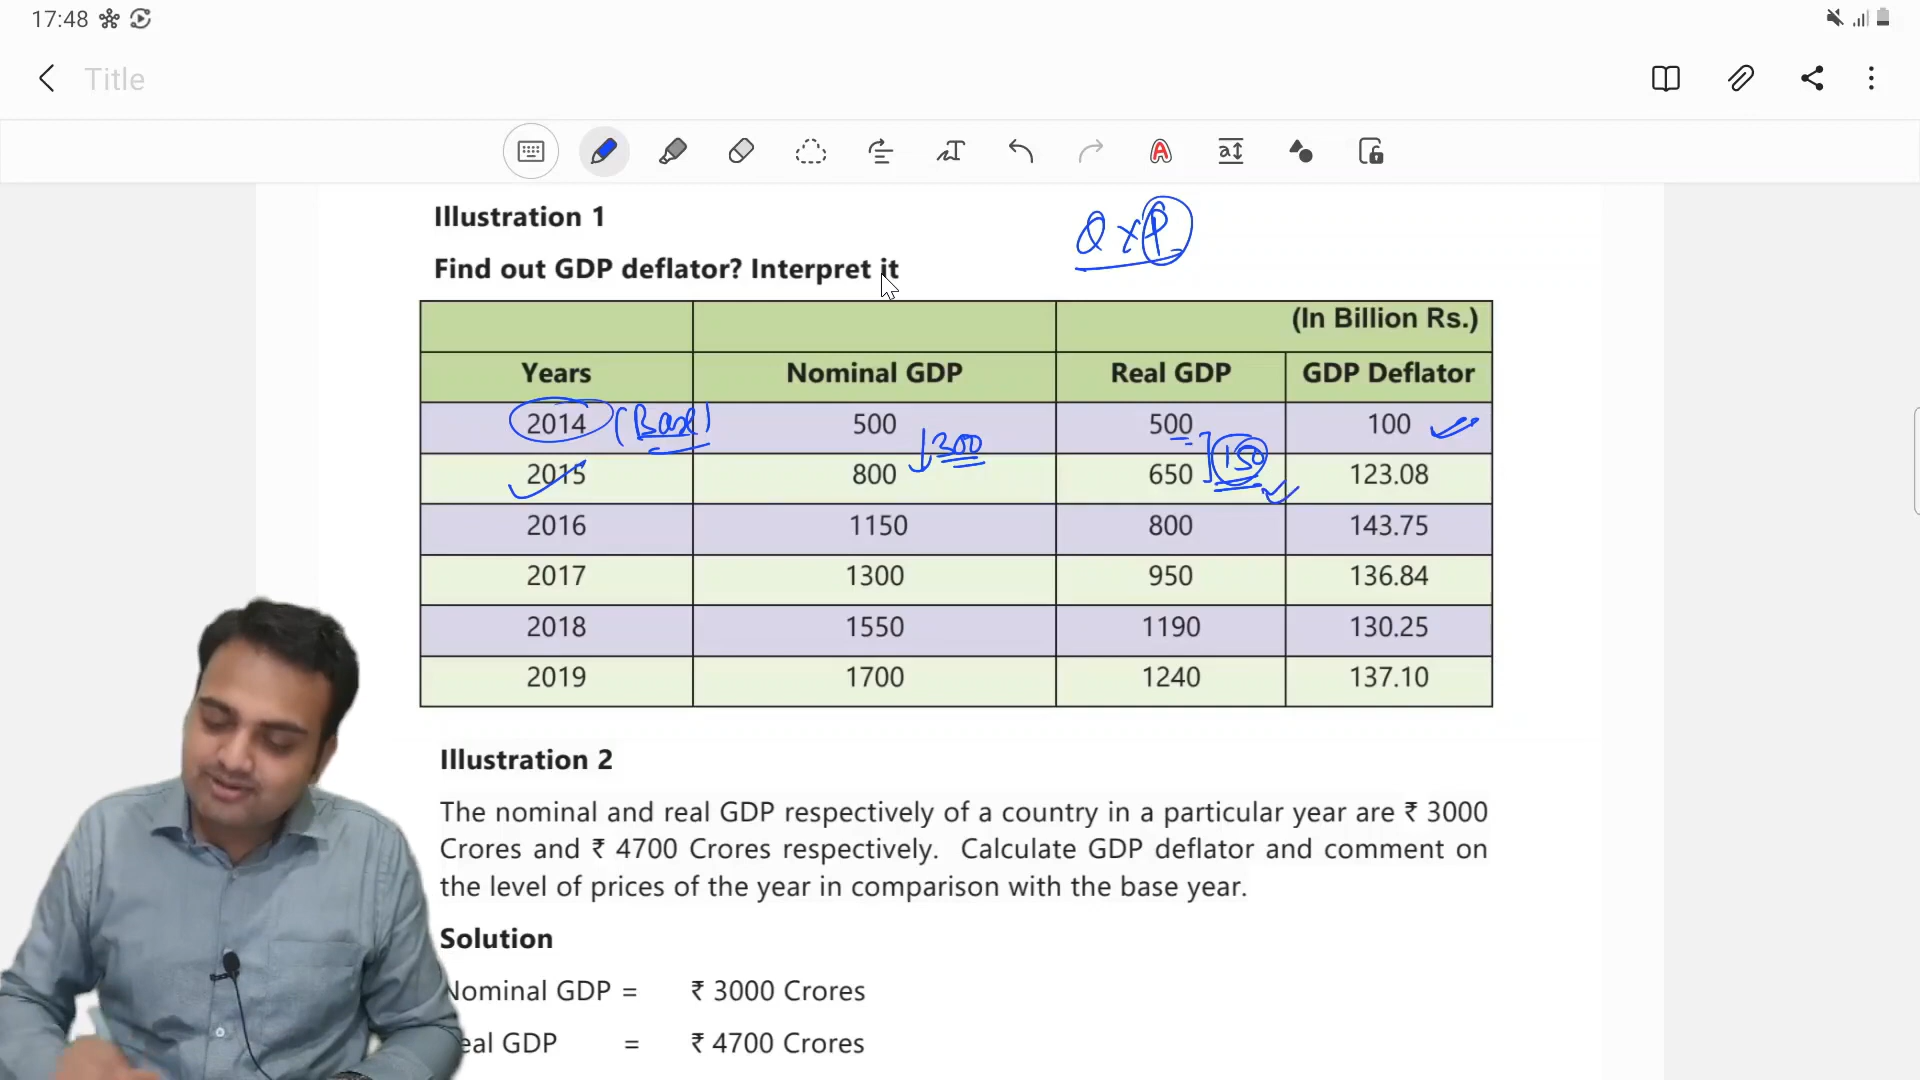 17:48
Title
Illustration 1
Q × P
Find out GDP deflator? Interpret it
(In Billion Rs.)
Years Nominal GDP Real GDP GDP Deflator
2014 (Base) 500 500 100
300 150
2015 800 650 123.08
2016 1150 800 143.75
2017 1300 950 136.84
2018 1550 1190 130.25
2019 1700 1240 137.10
Illustration 2
The nominal and real GDP respectively of a country in a particular year are ₹ 3000
Crores and ₹ 4700 Crores respectively. Calculate GDP deflator and comment on
the level of prices of the year in comparison with the base year.
Solution
Nominal GDP = ₹ 3000 Crores
eal GDP = ₹ 4700 Crores